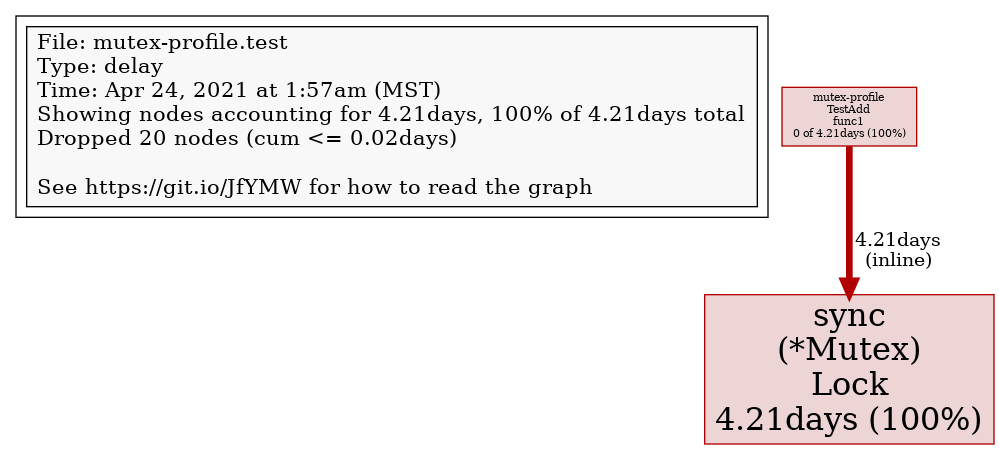 File: mutex-profile.test
Type: delay
Time: Apr 24, 2021 at 1:57am (MST)
Showing nodes accounting for 4.21days, 100% of 4.21days total
Dropped 20 nodes (cum <= 0.02days)
See https://git.io/JfYMW for how to read the graph
mutex-profile
TestAdd
func1
0 of 4.21days (100%)
4.21days
(inline)
sync
(*Mutex)
Lock
4.21days (100%)